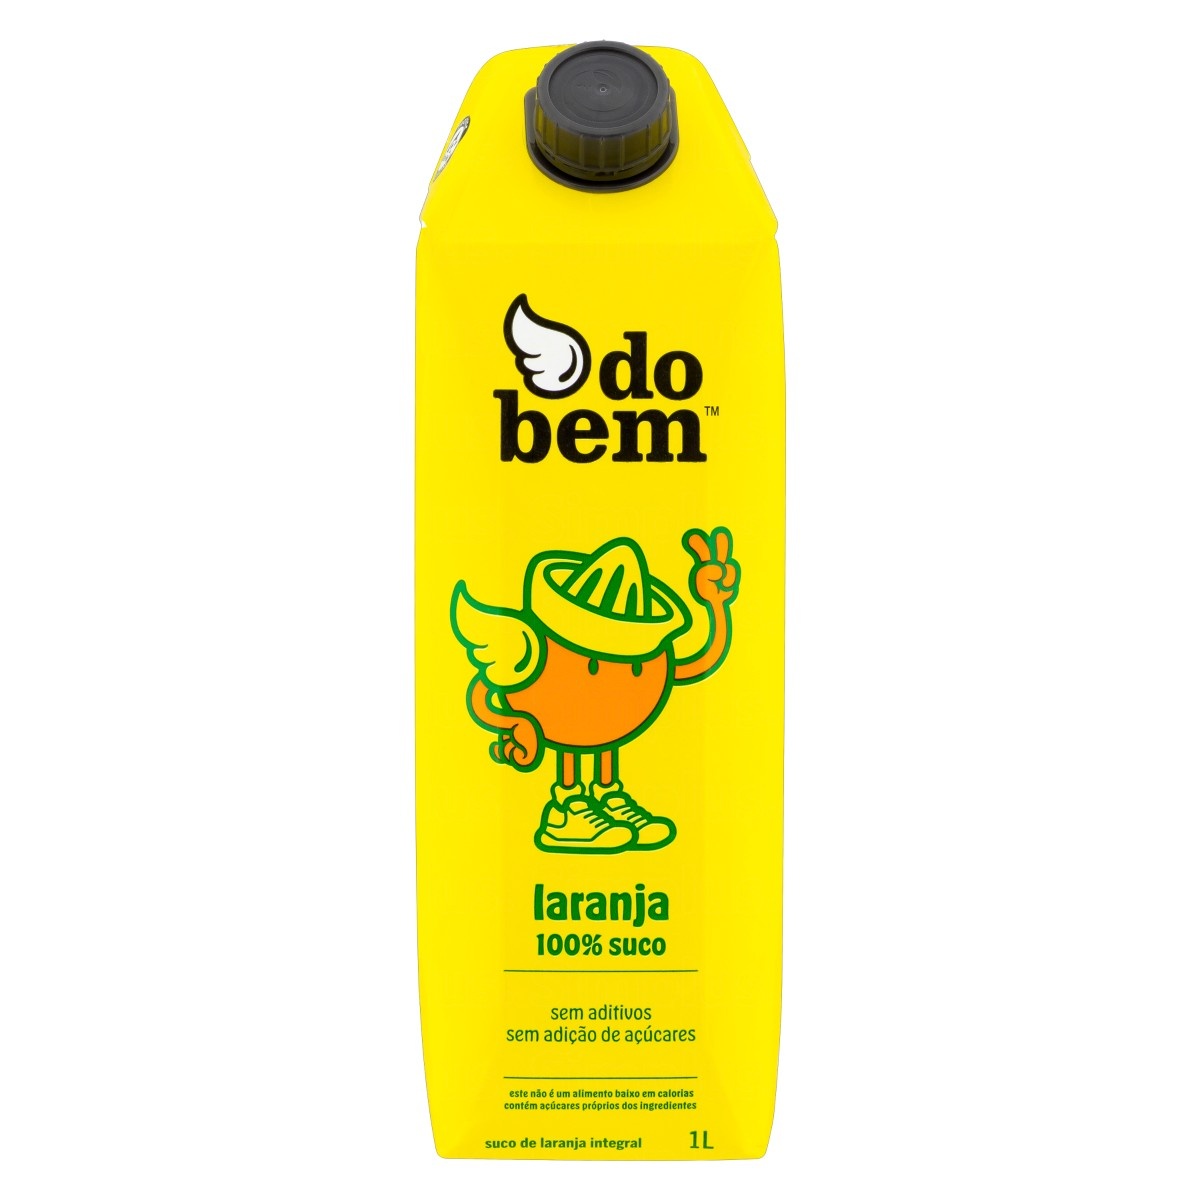 do
bem™
laranja
100% suco
sem aditivos
sem adição de açúcares
este não é um alimento baixo em calorias
contém açúcares próprios dos ingredientes
suco de laranja integral 1L